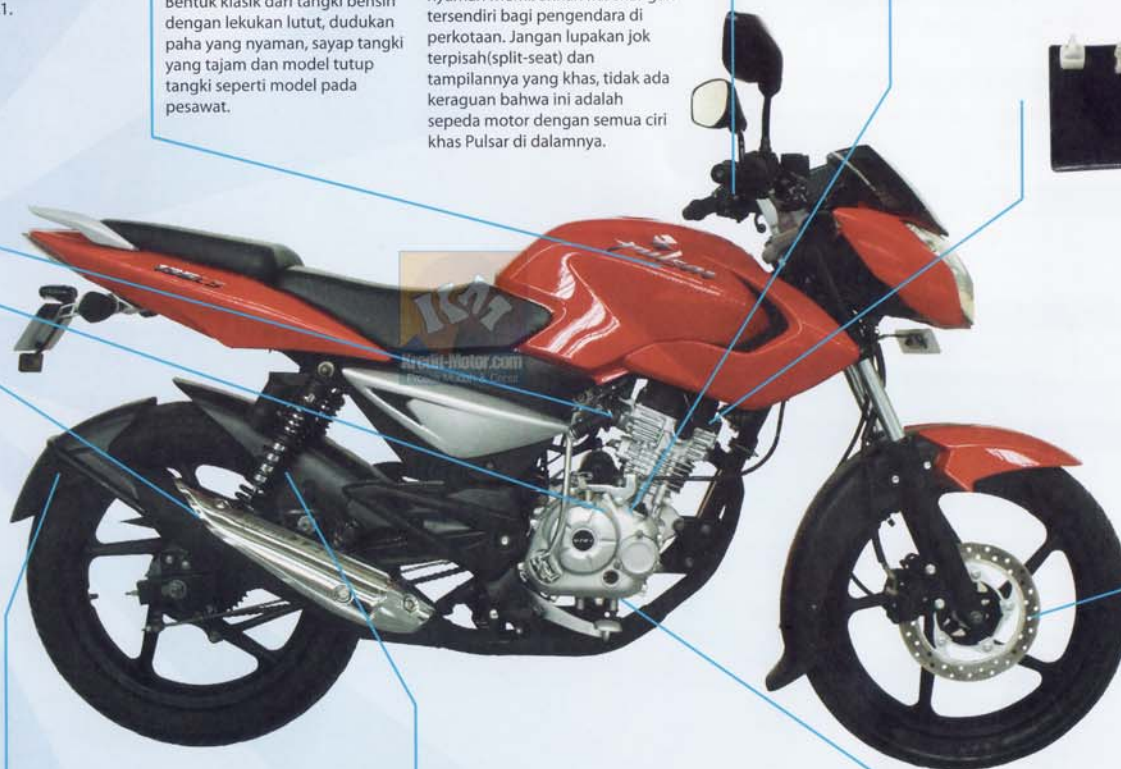 1.
Bentuk klasik dari tangki bensin
dengan lekukan lutut, dudukan
paha yang nyaman, sayap tangki
yang tajam dan model tutup
tangki seperti model pada
pesawat.
tersendiri bagi pengendara di
perkotaan. Jangan lupakan jok
terpisah(split-seat) dan
tampilannya yang khas, tidak ada
keraguan bahwa ini adalah
sepeda motor dengan semua ciri
khas Pulsar di dalamnya.
pulsar
135LS
KM
Kredit-Motor.com